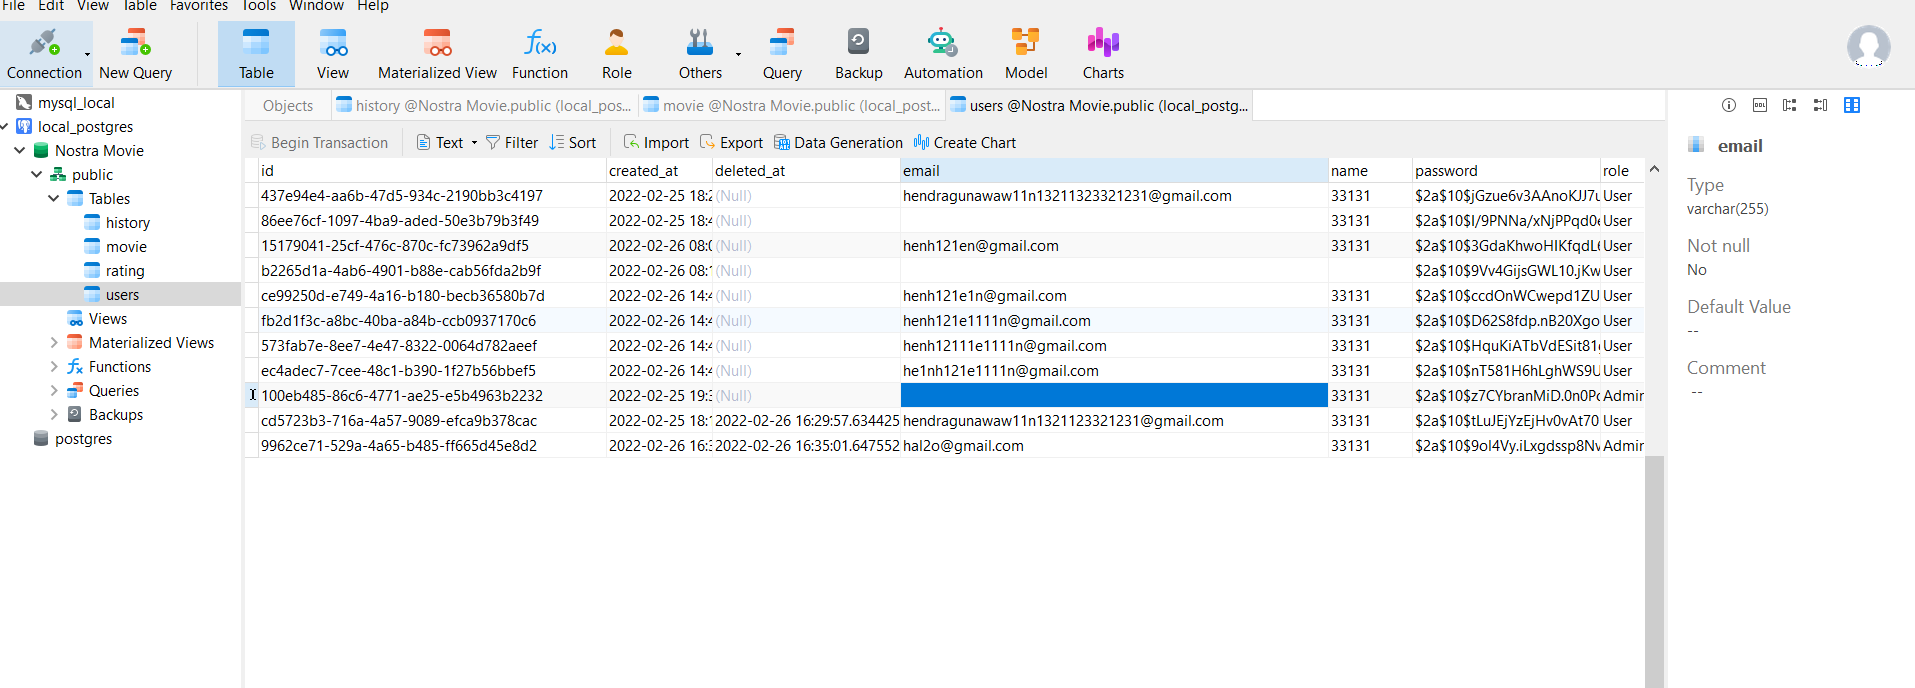 File Edit View Table Favorites Tools Window Help
Connection New Query Table View Materialized View Function Role Others Query Backup Automation Model Charts
mysql_local
local_postgres
Nostra Movie
public
Tables
history
movie
rating
users
Views
Materialized Views
Functions
Queries
Backups
postgres
Objects history @Nostra Movie.public (local_pos... movie @Nostra Movie.public (local_post... users @Nostra Movie.public (local_postg...
Begin Transaction Text Filter Sort Import Export Data Generation Create Chart
id created_at deleted_at email name password role
437e94e4-aa6b-47d5-934c-2190bb3c4197 2022-02-25 18:2 (Null) hendragunawaw11n13211323321231@gmail.com 33131 $2a$10$jGzue6v3AAnoKJJ7u User
86ee76cf-1097-4ba9-aded-50e3b79b3f49 2022-02-25 18:4 (Null) 33131 $2a$10$I/9PNNa/xNjPPqd0e User
15179041-25cf-476c-870c-fc73962a9df5 2022-02-26 08:0 (Null) henh121en@gmail.com 33131 $2a$10$3GdaKhwoHIKfqdL6 User
b2265d1a-4ab6-4901-b88e-cab56fda2b9f 2022-02-26 08:1 (Null) $2a$10$9Vv4GijsGWL10.jKw User
ce99250d-e749-4a16-b180-becb36580b7d 2022-02-26 14:4 (Null) henh121e1n@gmail.com 33131 $2a$10$ccdOnWCwepd1ZU User
fb2d1f3c-a8bc-40ba-a84b-ccb0937170c6 2022-02-26 14:4 (Null) henh121e1111n@gmail.com 33131 $2a$10$D62S8fdp.nB20Xgo User
573fab7e-8ee7-4e47-8322-0064d782aeef 2022-02-26 14:4 (Null) henh12111e1111n@gmail.com 33131 $2a$10$HquKiATbVdESit81g User
ec4adec7-7cee-48c1-b390-1f27b56bbef5 2022-02-26 14:4 (Null) he1nh121e1111n@gmail.com 33131 $2a$10$nT581H6hLghWS9U User
100eb485-86c6-4771-ae25-e5b4963b2232 2022-02-25 19:3 (Null) 33131 $2a$10$z7CYbranMiD.0n0Pc Admin
cd5723b3-716a-4a57-9089-efca9b378cac 2022-02-25 18:1 2022-02-26 16:29:57.634425 hendragunawaw11n1321123321231@gmail.com 33131 $2a$10$tLuJEjYzEjHv0vAt70 User
9962ce71-529a-4a65-b485-ff665d45e8d2 2022-02-26 16:3 2022-02-26 16:35:01.647552 hal2o@gmail.com 33131 $2a$10$9oI4Vy.iLxgdssp8Nv Admin
email
Type
varchar(255)
Not null
No
Default Value
--
Comment
--